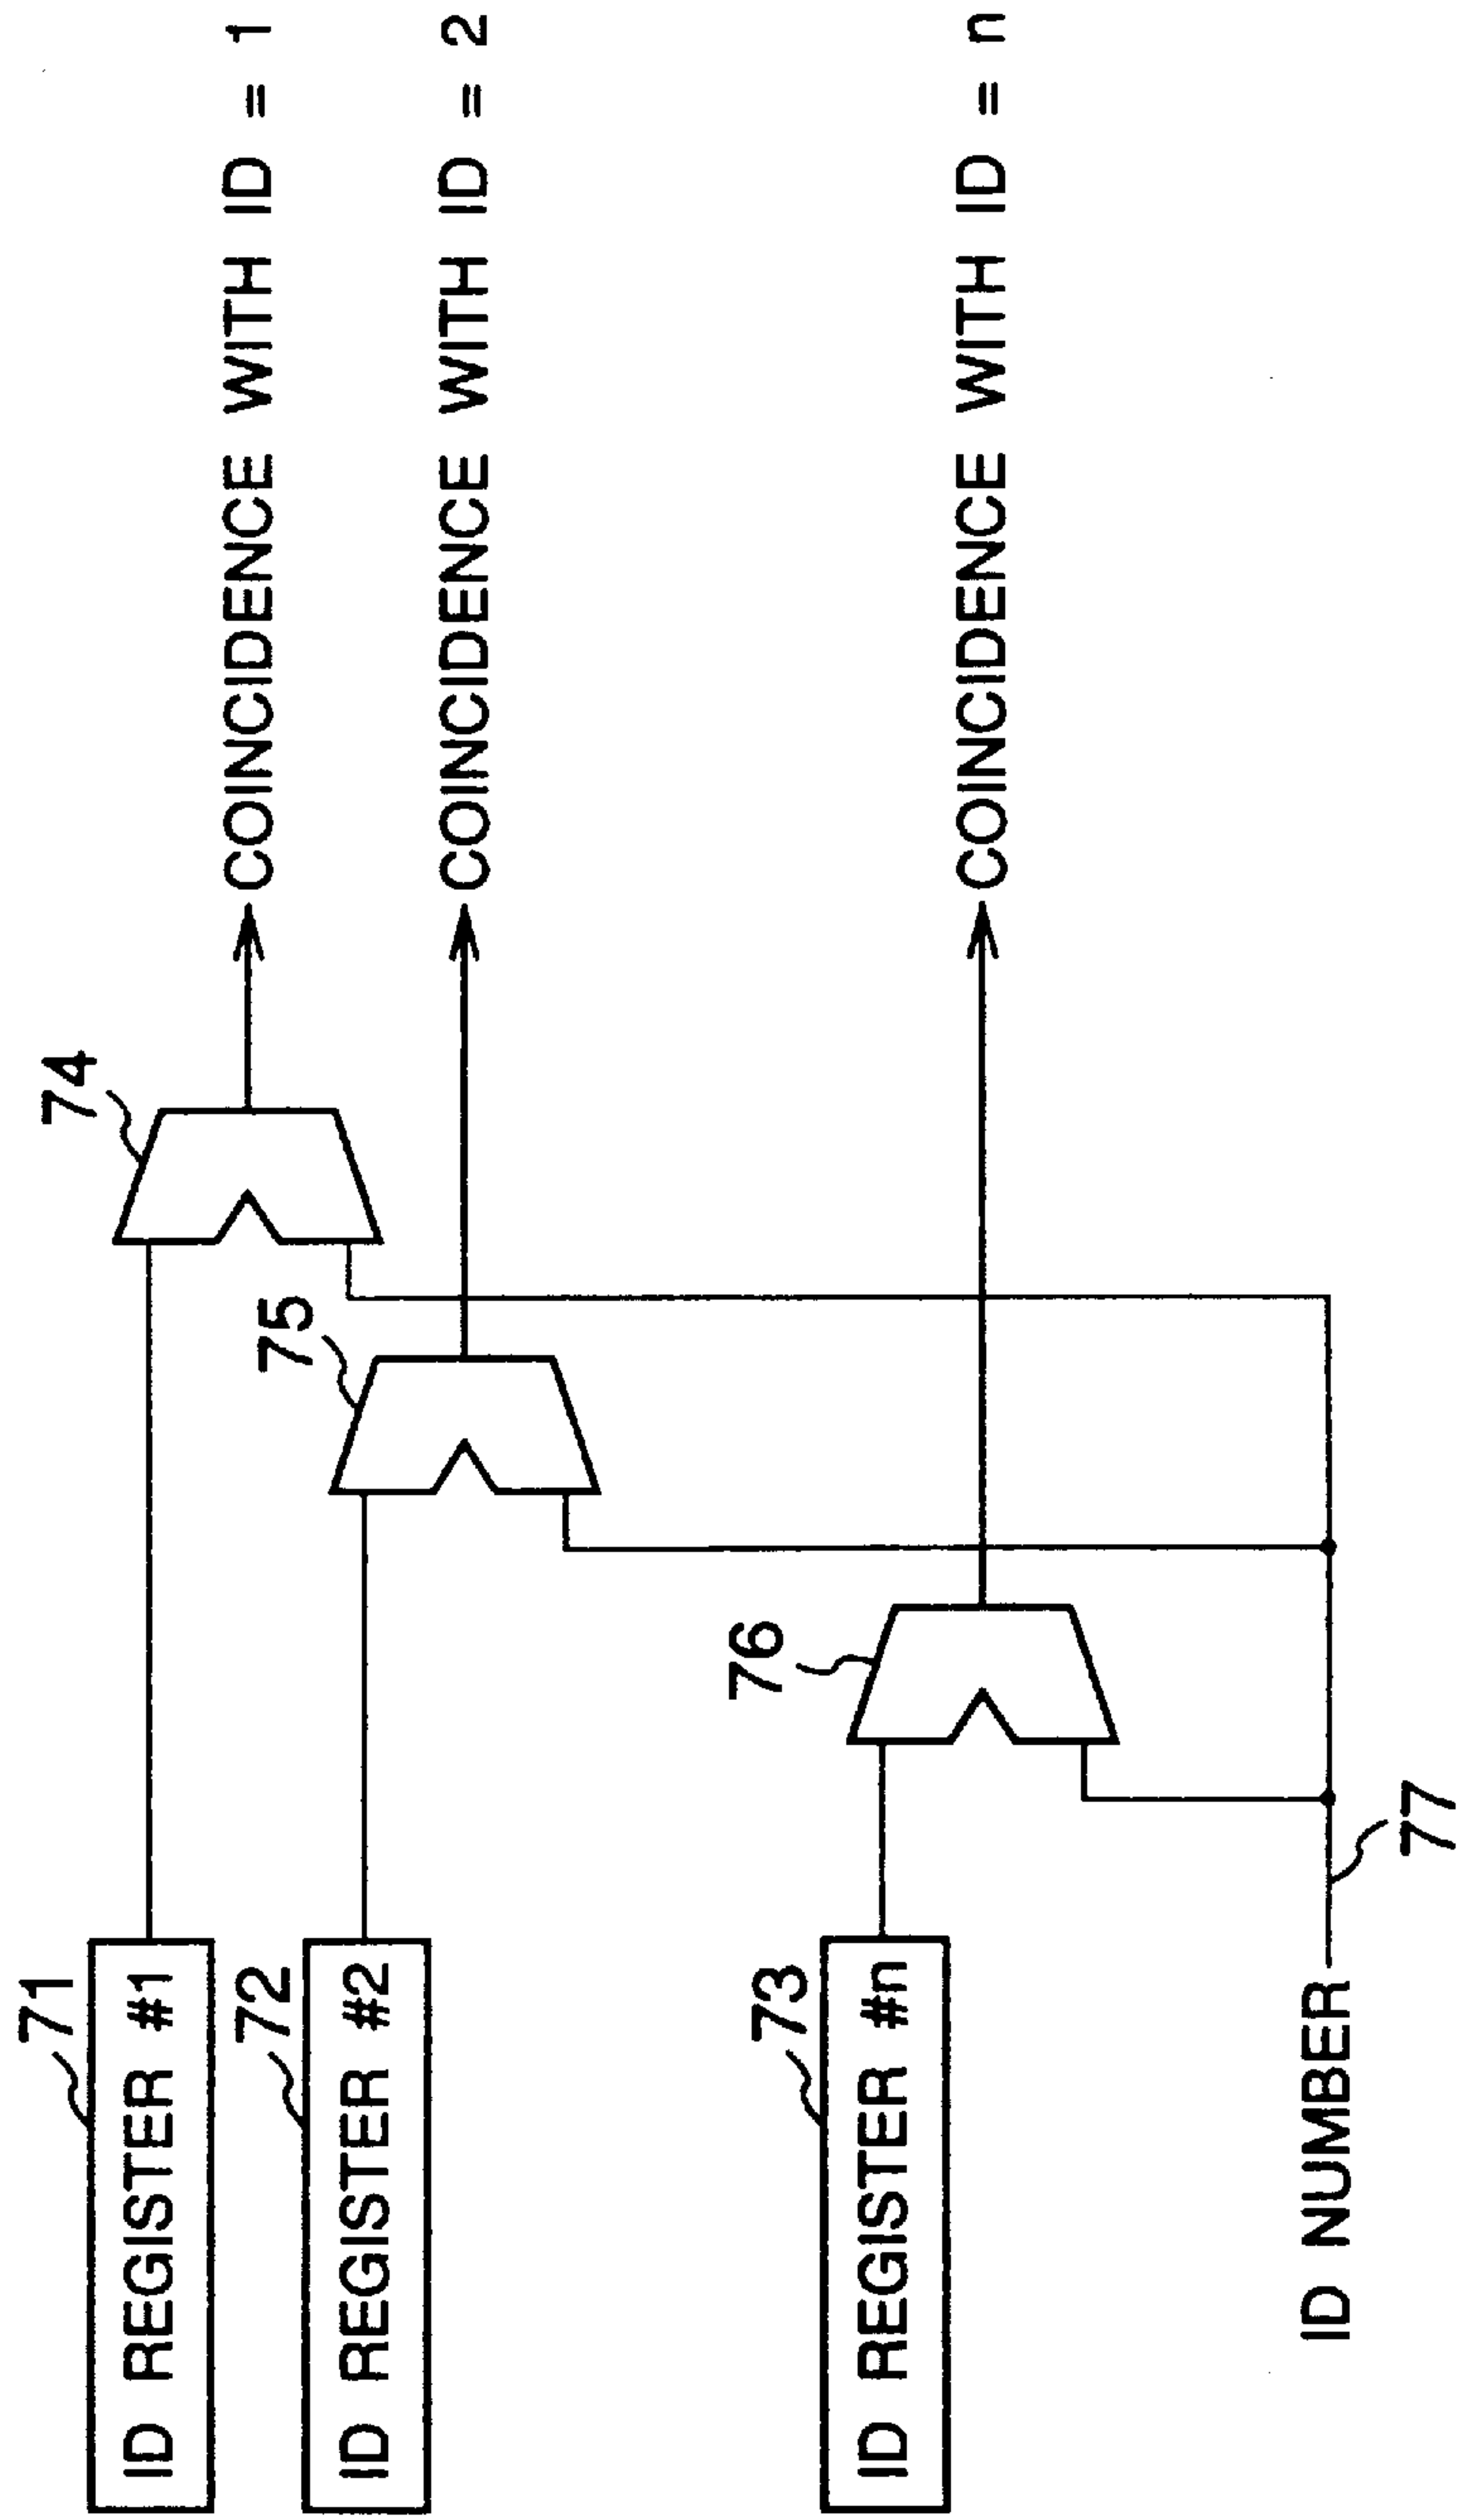 71
ID REGISTER #1
74
COINCIDENCE WITH ID = 1
72
ID REGISTER #2
75
COINCIDENCE WITH ID = 2
73
ID REGISTER #n
76
COINCIDENCE WITH ID = n
ID NUMBER
77